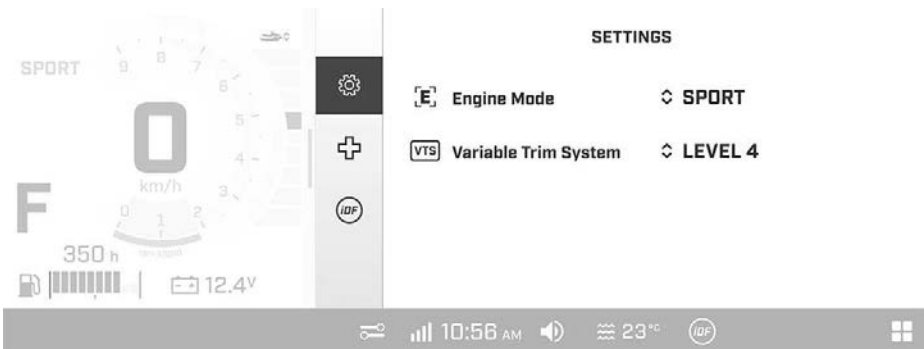 SETTINGS
SPORT
9 8 7
6
5
4
3
0 1 2
0
km/h
F
350 h
12.4V
[E] Engine Mode SPORT
VTS Variable Trim System LEVEL 4
iDF
10:56 AM 23°C iDF